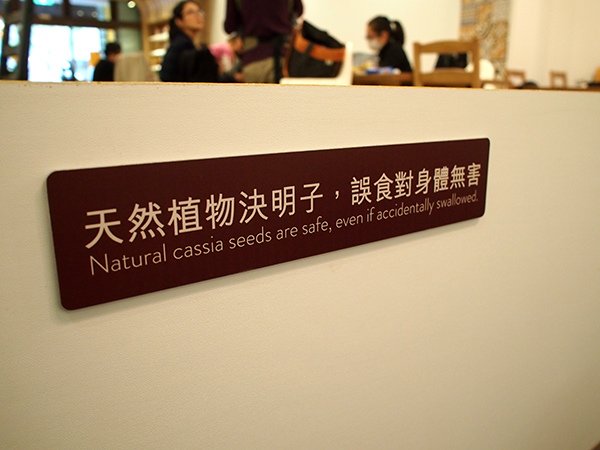 天然植物決明子，誤食對身體無害
Natural cassia seeds are safe, even if accidentally swallowed.